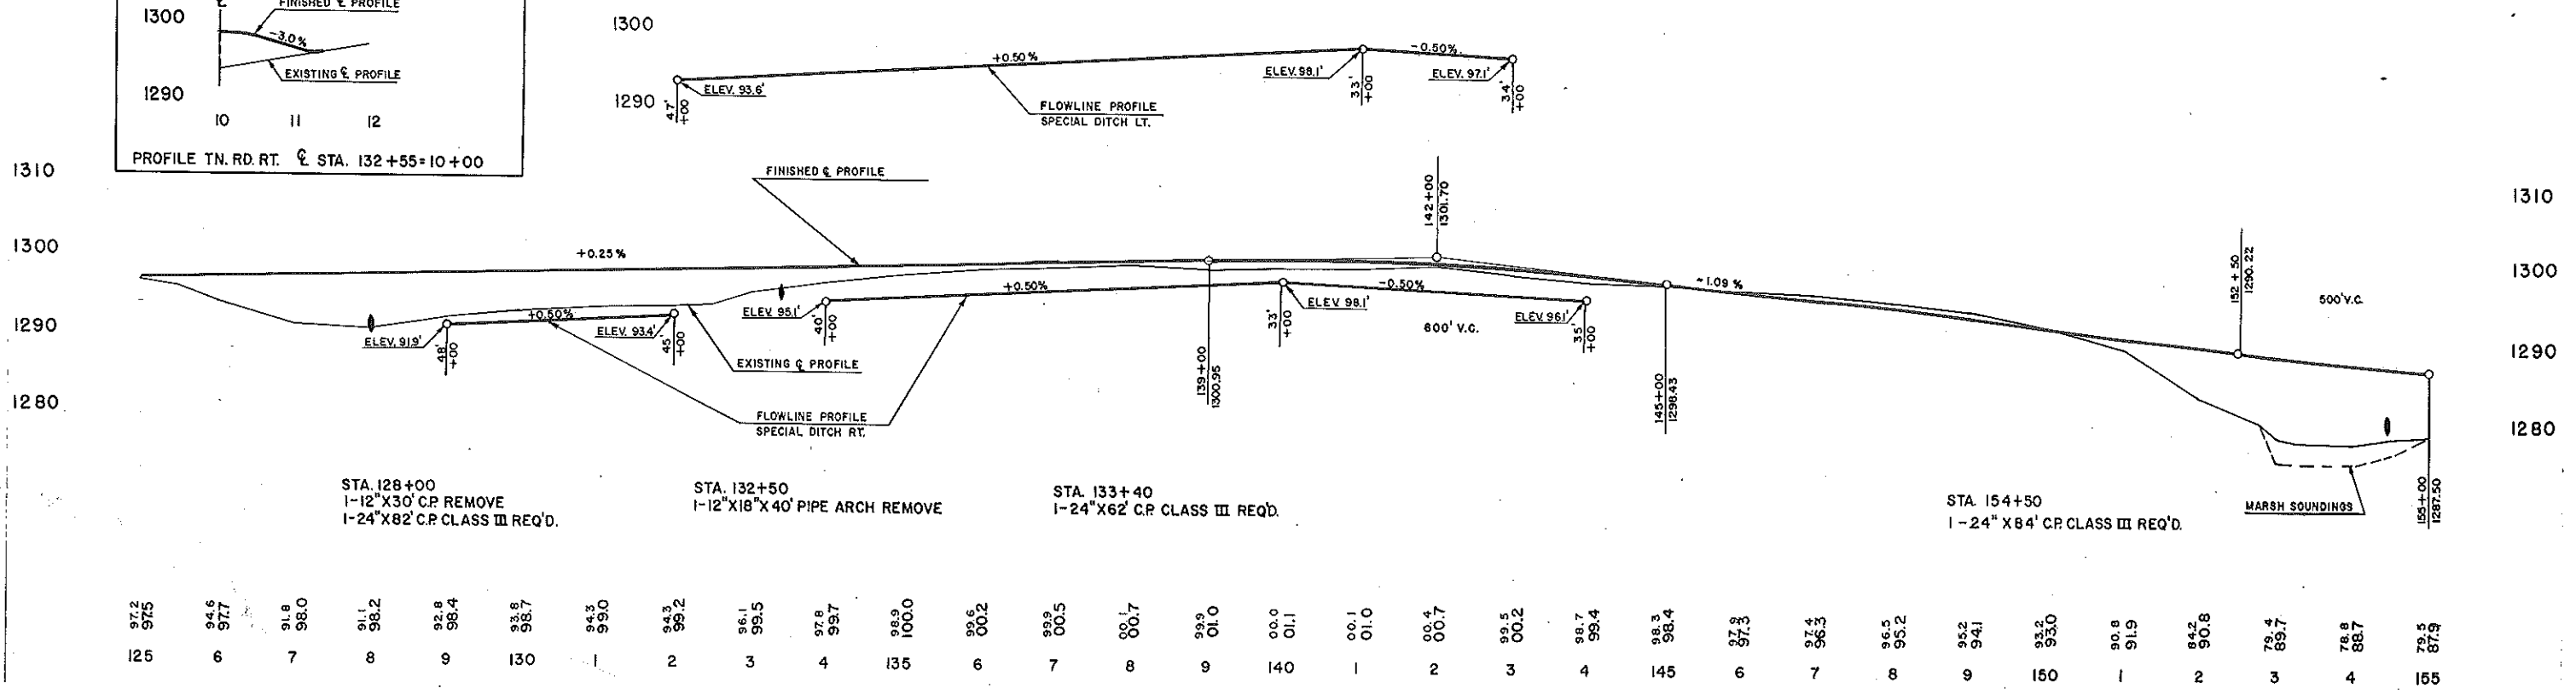 1300
℄ FINISHED ℄ PROFILE
-3.0%
EXISTING ℄ PROFILE
1290
10 11 12
PROFILE TN. RD. RT. ℄ STA. 132+55=10+00
1300
1290
+0.50%
-0.50%
ELEV. 93.6'
47' +00
FLOWLINE PROFILE
SPECIAL DITCH LT.
ELEV. 98.1'
33' +00
ELEV. 97.1'
34' +00
1310
1300
1290
1280
FINISHED ℄ PROFILE
+0.25%
ELEV. 91.9'
48' +00
+0.50%
ELEV. 93.4'
45' +00
EXISTING ℄ PROFILE
ELEV. 95.1'
40' +00
+0.50%
FLOWLINE PROFILE
SPECIAL DITCH RT.
139+00
1300.95
ELEV. 98.1'
33' +00
-0.50%
600' V.C.
142+00
1301.70
ELEV. 96.1'
35' +00
145+00
1298.43
-1.09%
152+50
1290.22
500' V.C.
155+00
1287.50
MARSH SOUNDINGS
1310
1300
1290
1280
STA. 128+00
1-12"X30' C.P. REMOVE
1-24"X82' C.P. CLASS III REQ'D.
STA. 132+50
1-12"X18"X40' PIPE ARCH REMOVE
STA. 133+40
1-24"X62' C.P. CLASS III REQ'D.
STA. 154+50
1-24"X84' C.P. CLASS III REQ'D.
97.2 94.6 91.8 91.1 92.8 93.8 94.3 94.3 96.1 97.8 98.9 99.6 99.9 00.1 99.9 00.0 00.1 00.4 99.5 98.7 98.3 97.9 97.4 96.5 95.2 93.2 90.8 84.2 79.4 78.8 79.5
97.5 97.7 98.0 98.2 98.4 98.7 99.0 99.2 99.5 99.7 100.0 00.2 00.5 00.7 01.0 01.1 01.0 00.7 00.2 99.4 98.4 97.3 96.3 95.2 94.1 93.0 91.9 90.8 89.7 88.7 87.9
125 6 7 8 9 130 1 2 3 4 135 6 7 8 9 140 1 2 3 4 145 6 7 8 9 150 1 2 3 4 155